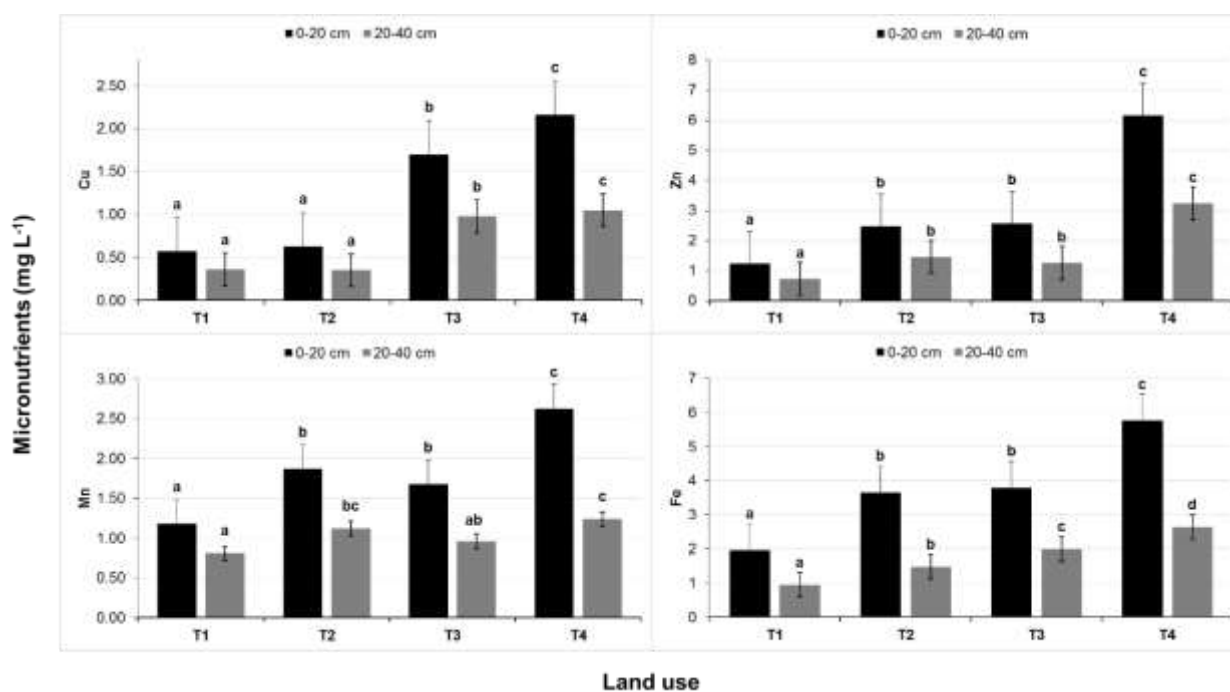 0-20 cm 20-40 cm
2.50
2.00
1.50
1.00
0.50
0.00
Cu
a a a a b b c c
T1 T2 T3 T4
0-20 cm 20-40 cm
8
7
6
5
4
3
2
1
0
Zn
a a b b b b c c
T1 T2 T3 T4
0-20 cm 20-40 cm
3.00
2.50
2.00
1.50
1.00
0.50
0.00
Mn
a a b bc b ab c c
T1 T2 T3 T4
0-20 cm 20-40 cm
7
6
5
4
3
2
1
0
Fe
a a b b b c c d
T1 T2 T3 T4
Micronutrients (mg L-1)
Land use